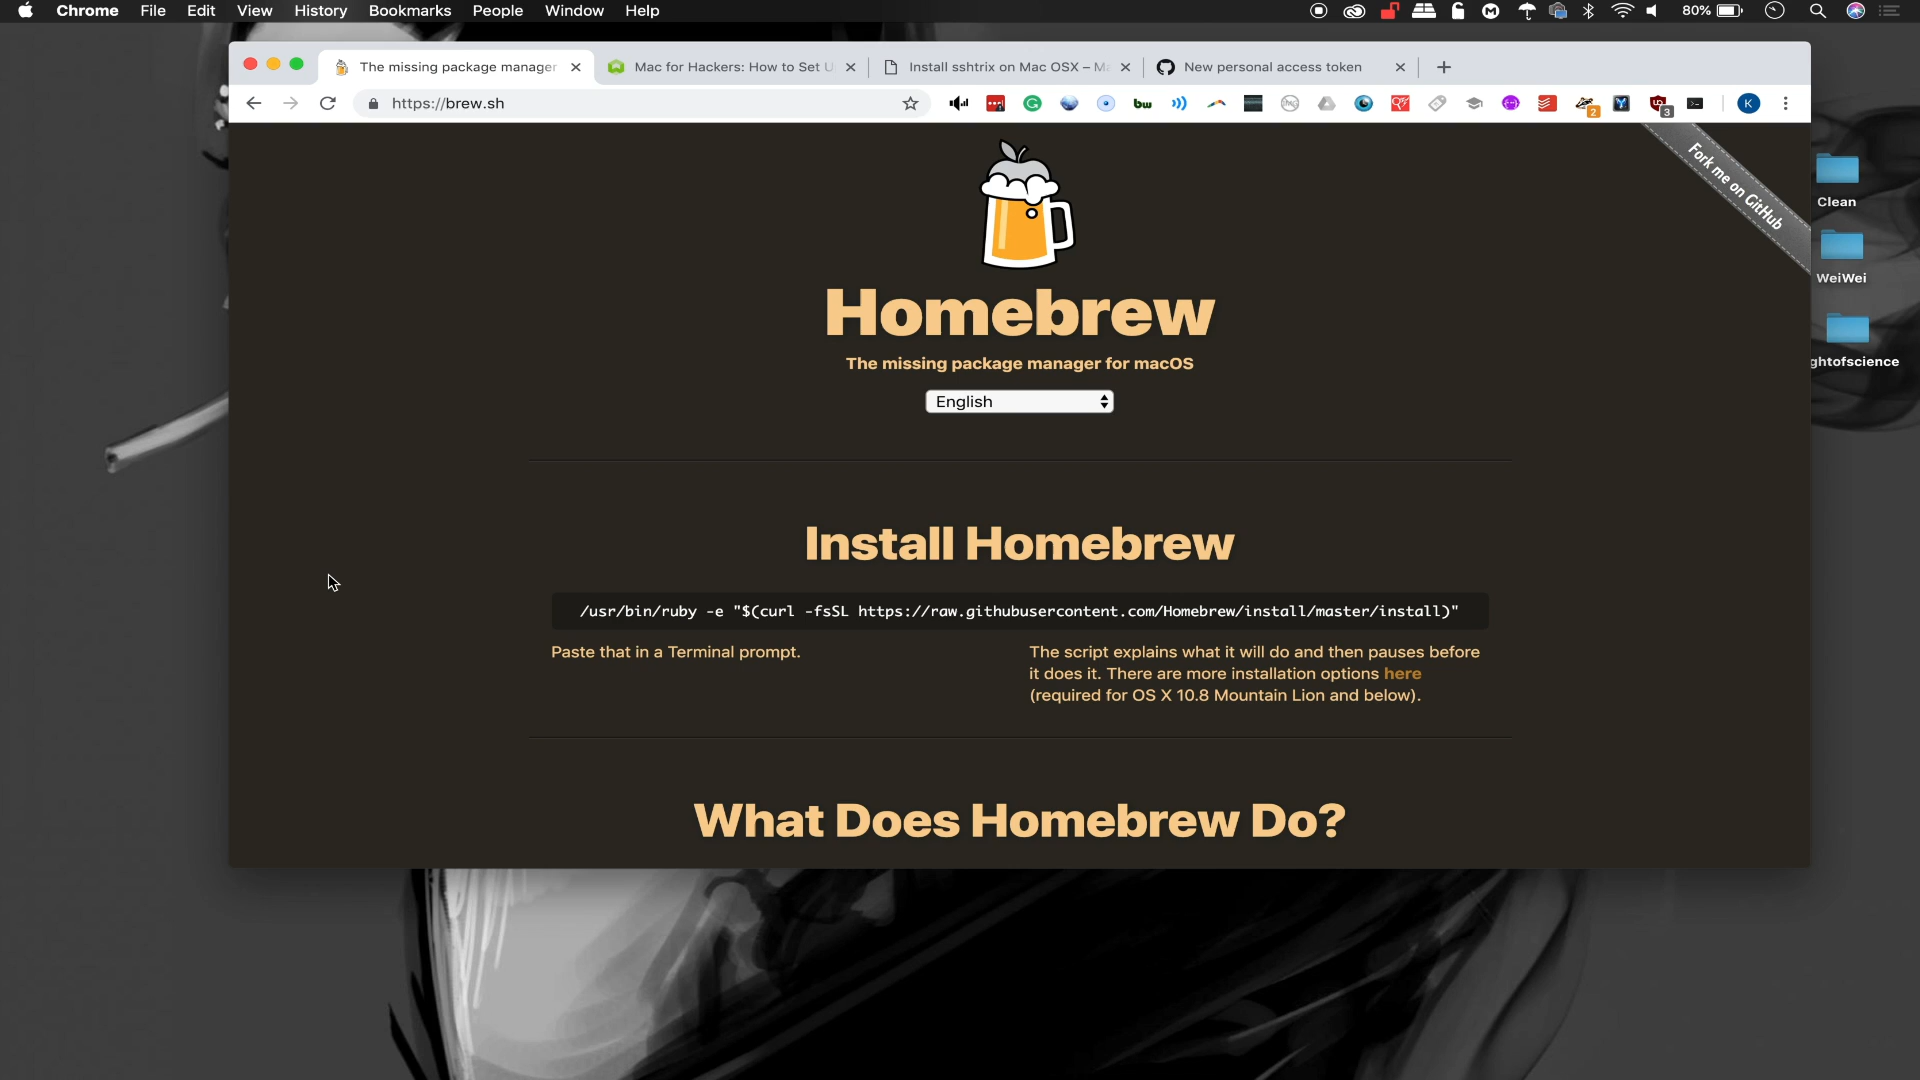 Chrome File Edit View History Bookmarks People Window Help
80%
The missing package manager
Mac for Hackers: How to Set U
Install sshtrix on Mac OSX – Ma
New personal access token
https://brew.sh
bw
2
3
K
Fork me on GitHub
Clean
WeiWei
ghtofscience
Homebrew
The missing package manager for macOS
English
Install Homebrew
/usr/bin/ruby -e "$(curl -fsSL https://raw.githubusercontent.com/Homebrew/install/master/install)"
Paste that in a Terminal prompt.
The script explains what it will do and then pauses before
it does it. There are more installation options here
(required for OS X 10.8 Mountain Lion and below).
What Does Homebrew Do?